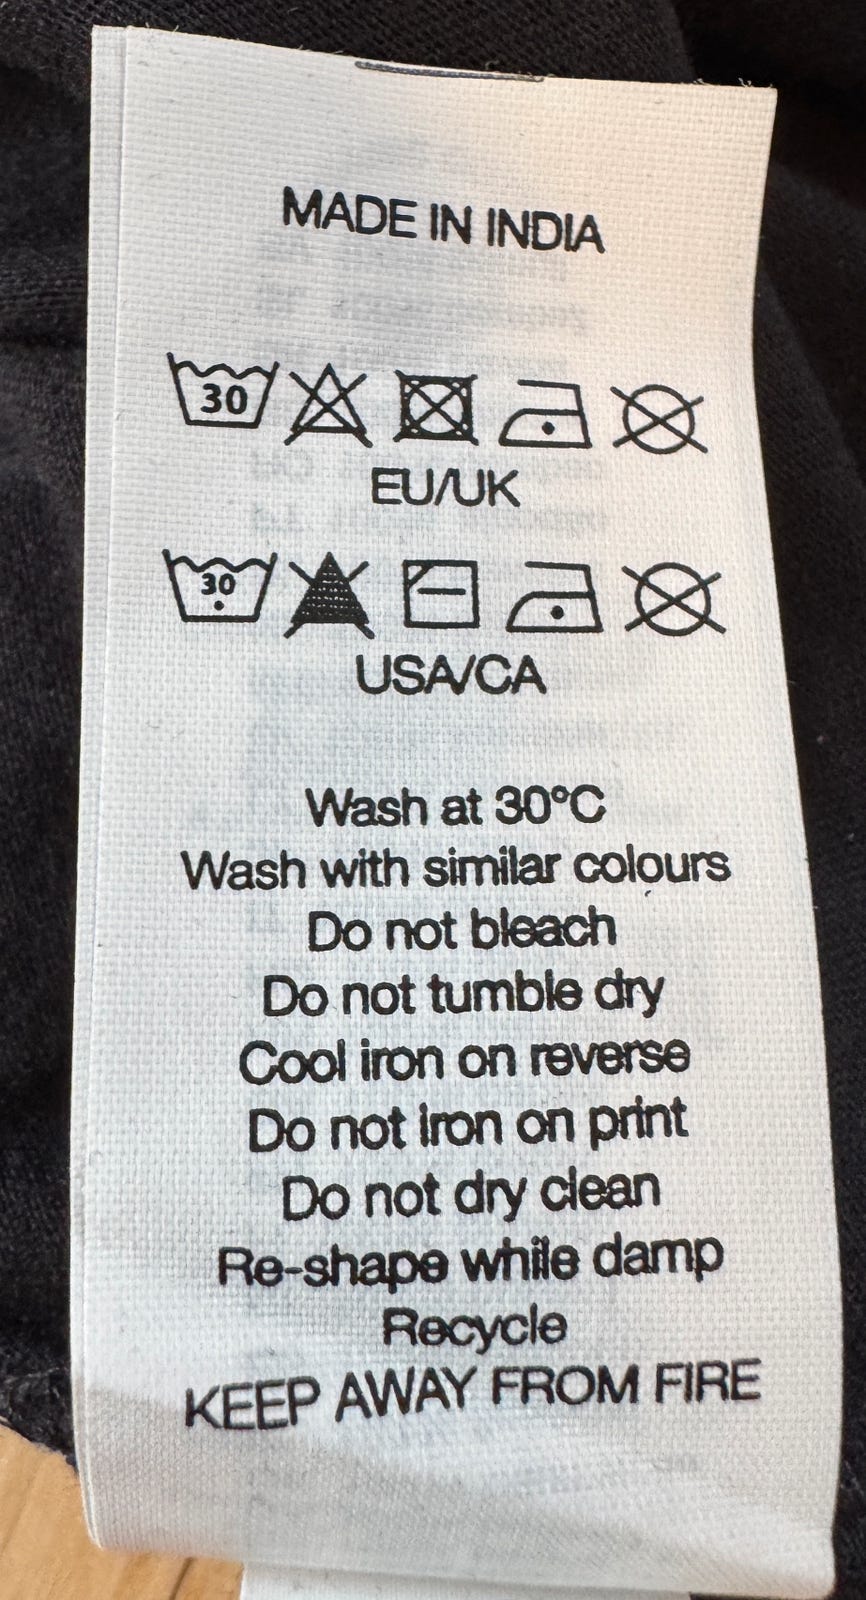 MADE IN INDIA
30
EU/UK
30
USA/CA
Wash at 30°C
Wash with similar colours
Do not bleach
Do not tumble dry
Cool iron on reverse
Do not iron on print
Do not dry clean
Re-shape while damp
Recycle
KEEP AWAY FROM FIRE